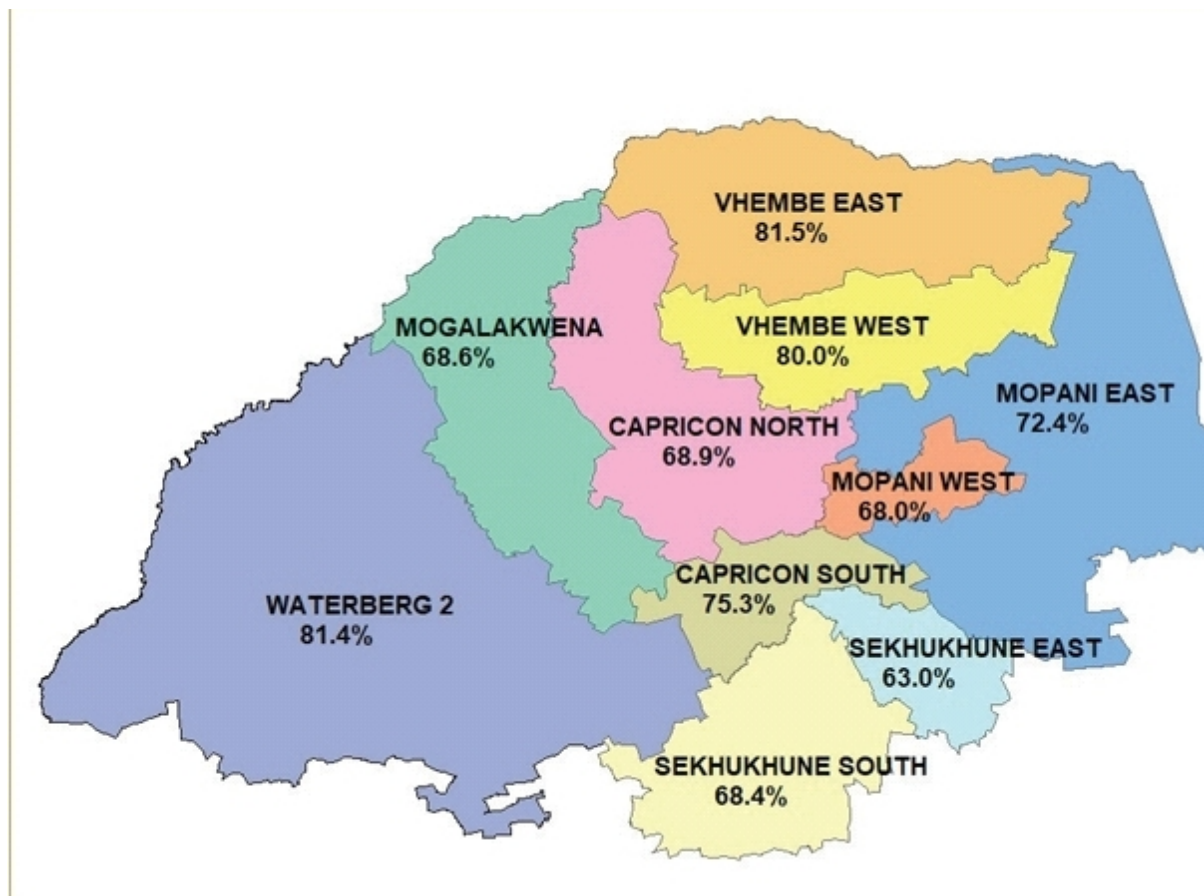 VHEMBE EAST
81.5%
MOGALAKWENA
68.6%
VHEMBE WEST
80.0%
MOPANI EAST
72.4%
CAPRICON NORTH
68.9%
MOPANI WEST
68.0%
CAPRICON SOUTH
75.3%
WATERBERG 2
81.4%
SEKHUKHUNE EAST
63.0%
SEKHUKHUNE SOUTH
68.4%